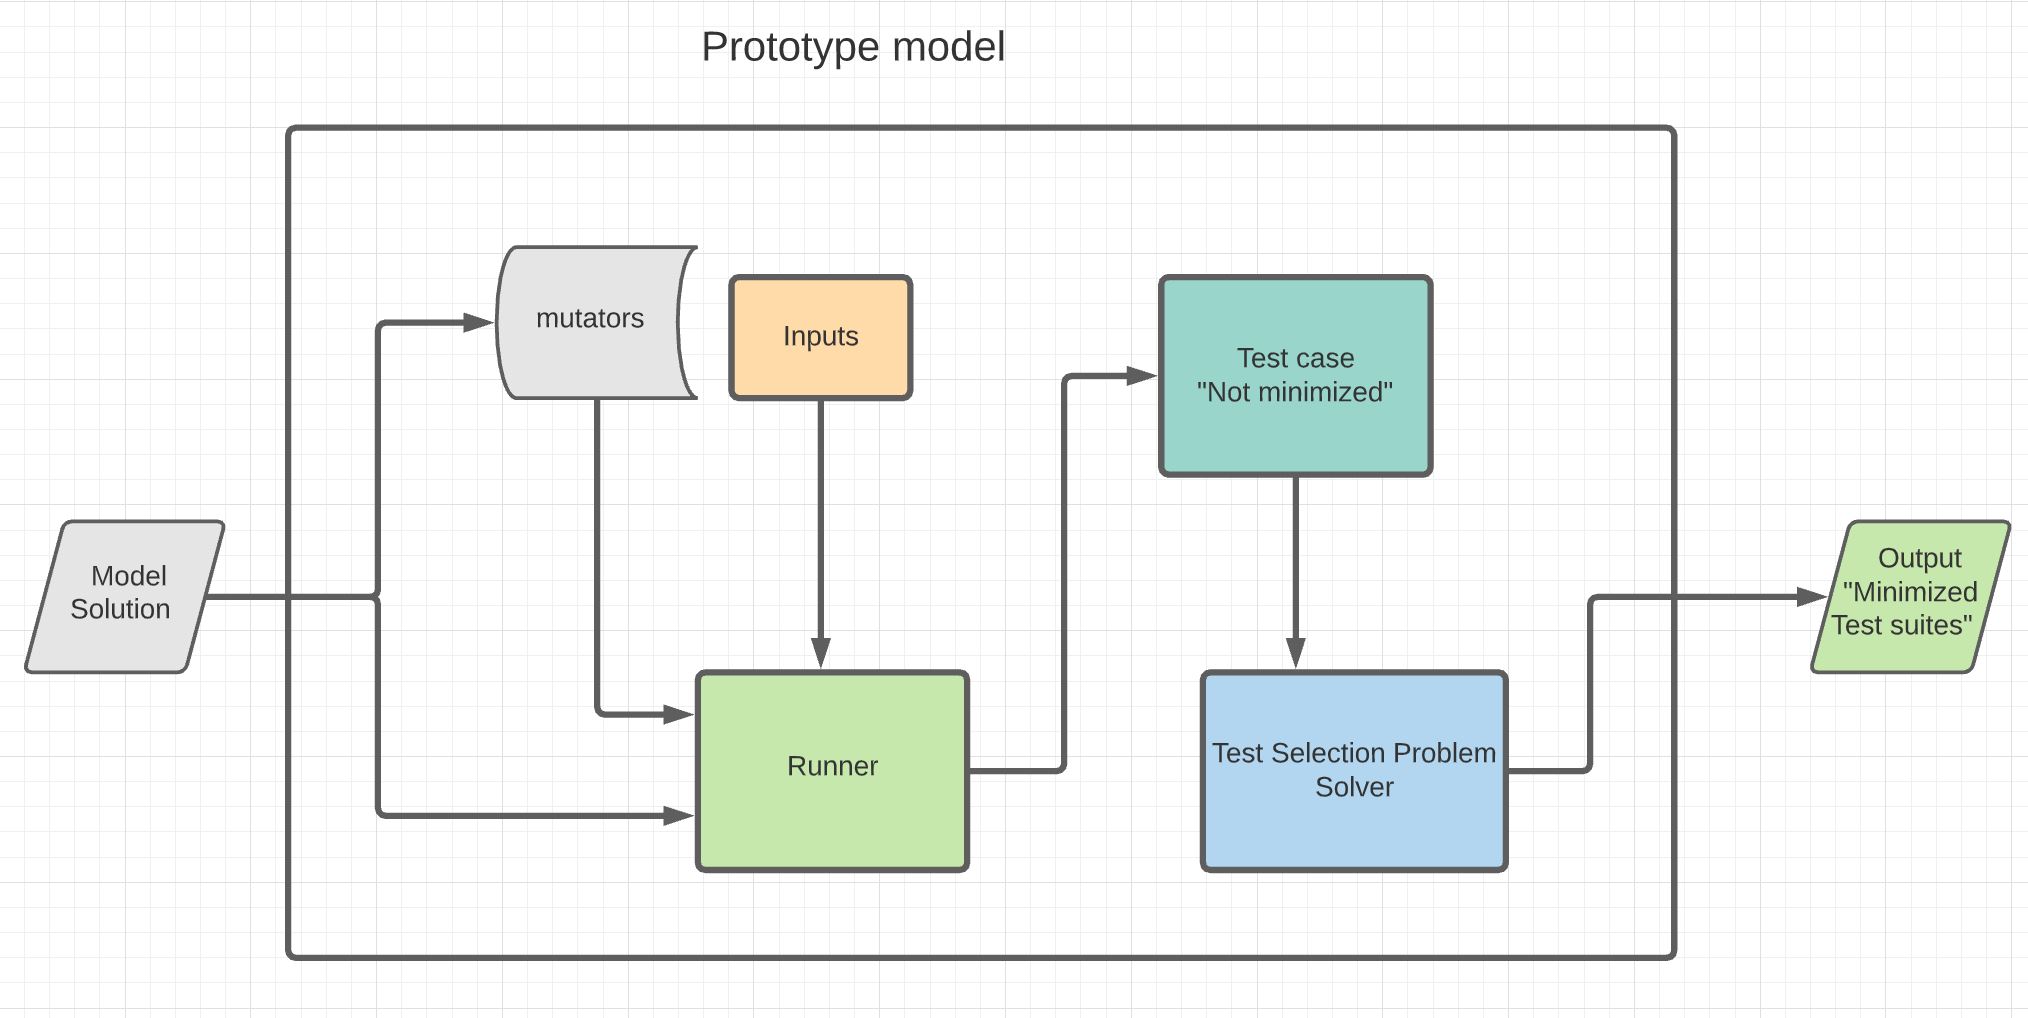 Prototype model
mutators
Inputs
Test case
"Not minimized"
Model
Solution
Output
"Minimized
Test suites"
Runner
Test Selection Problem
Solver